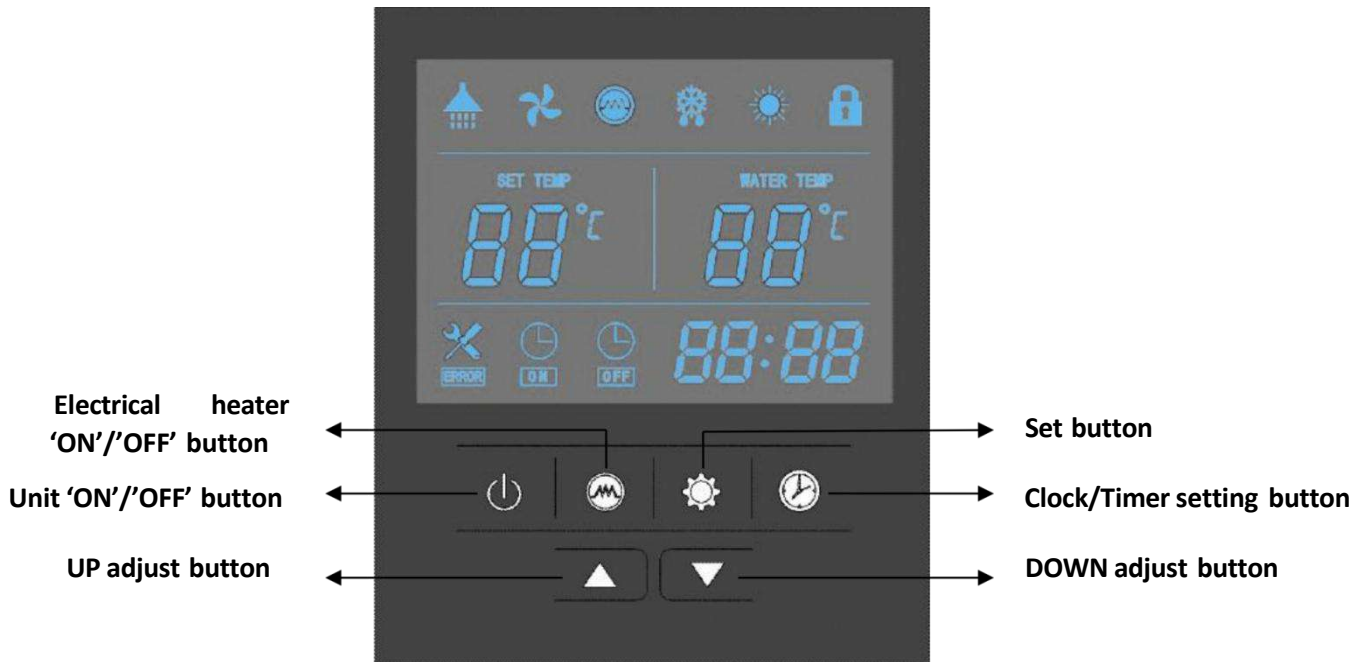 SET TEMP
WATER TEMP
88°C
88°C
ERROR
ON
OFF
88:88
Electrical heater
‘ON’/’OFF’ button
Set button
Unit ‘ON’/’OFF’ button
Clock/Timer setting button
UP adjust button
DOWN adjust button